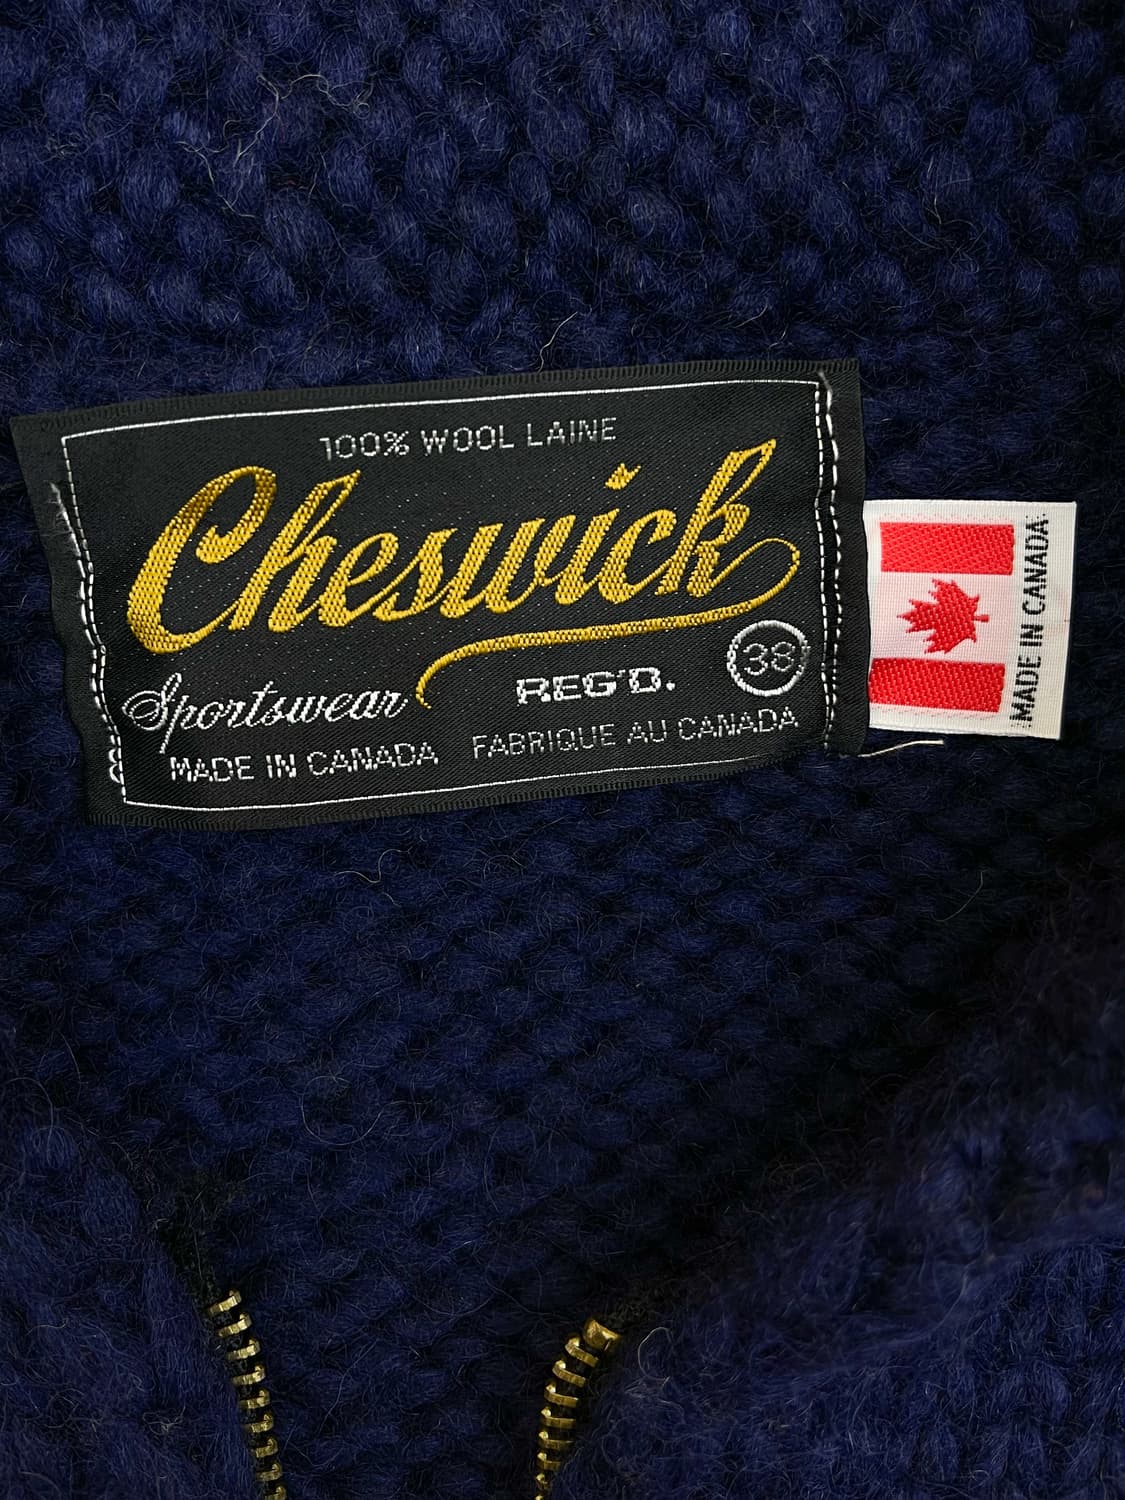 100% WOOL LAINE
Cheswick
Sportswear REG'D. 38
MADE IN CANADA FABRIQUE AU CANADA
MADE IN CANADA